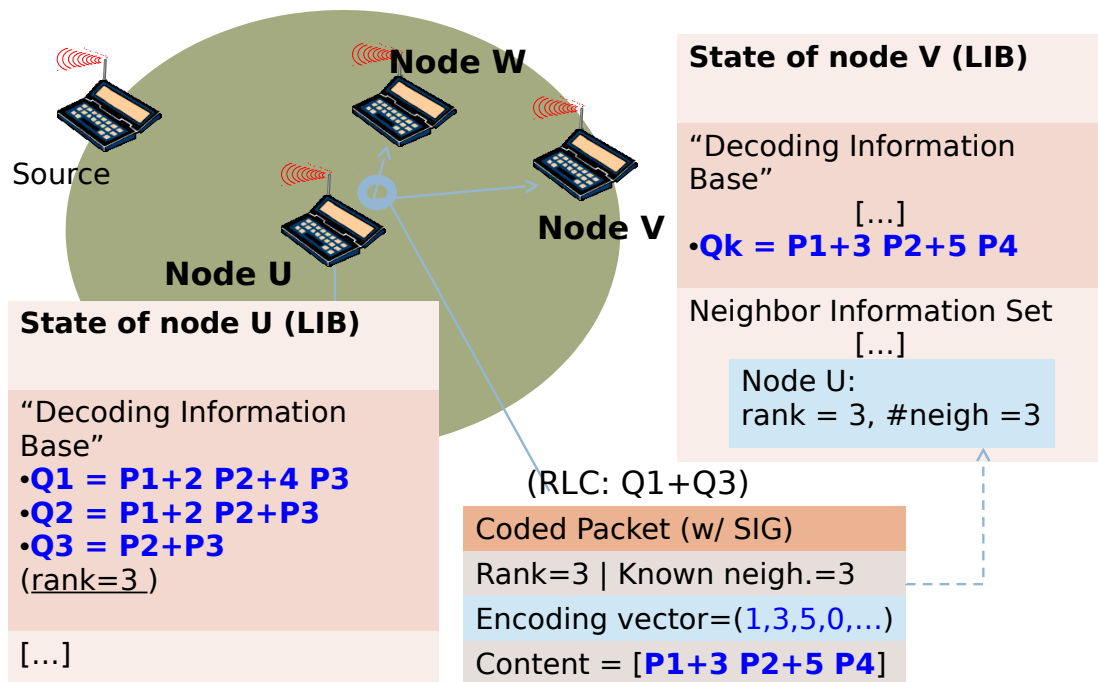 Node W
Source
Node V
Node U
State of node V (LIB)
“Decoding Information
Base”
[…]
•Qk = P1+3 P2+5 P4
Neighbor Information Set
[…]
Node U:
rank = 3, #neigh =3
State of node U (LIB)
“Decoding Information
Base”
•Q1 = P1+2 P2+4 P3
•Q2 = P1+2 P2+P3
•Q3 = P2+P3
(rank=3 )
[…]
(RLC: Q1+Q3)
Coded Packet (w/ SIG)
Rank=3 | Known neigh.=3
Encoding vector=(1,3,5,0,…)
Content = [P1+3 P2+5 P4]